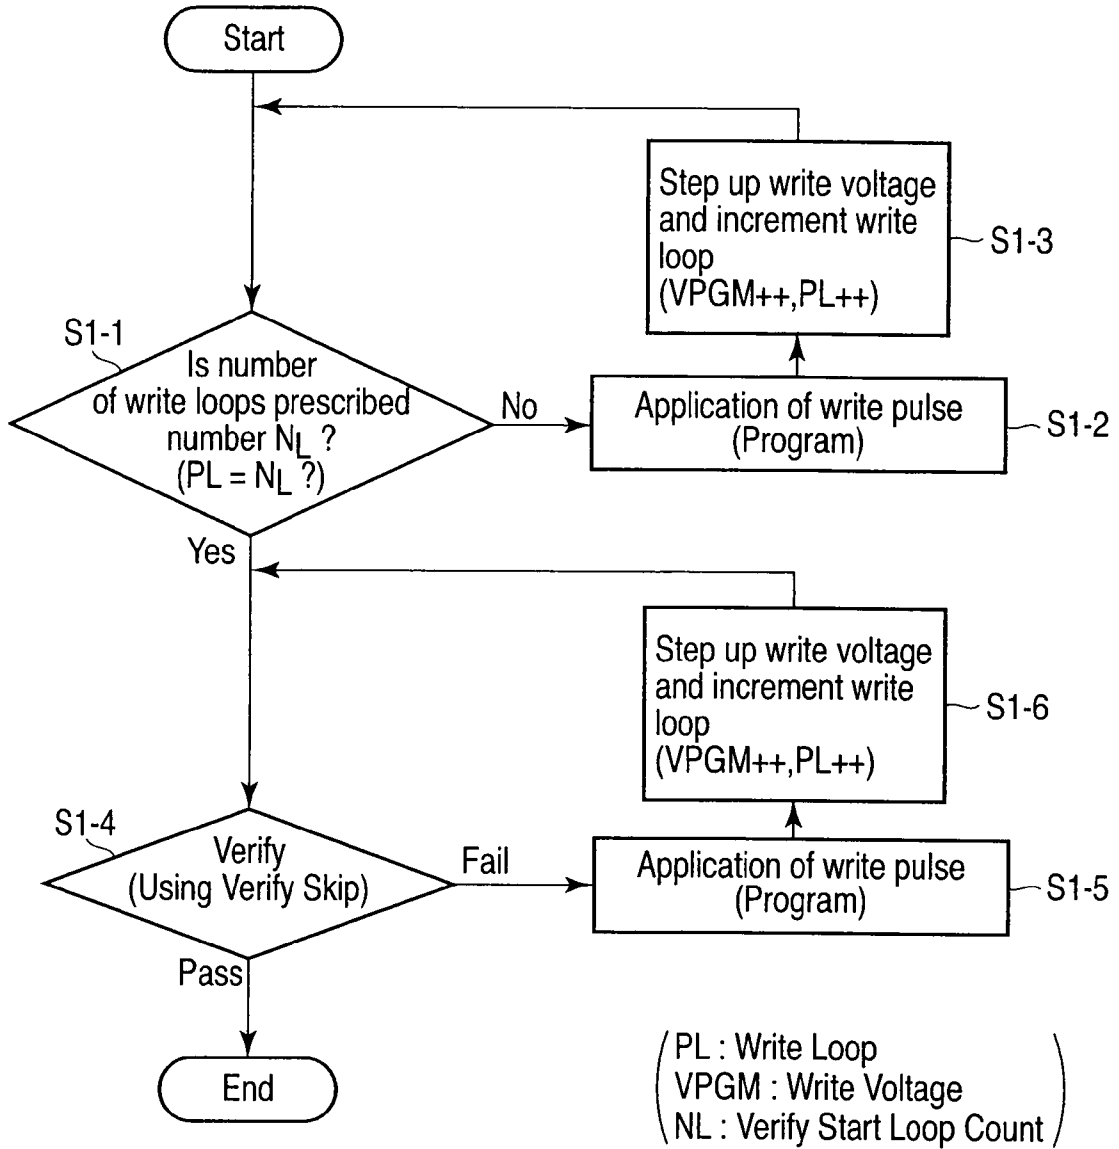 Start
Step up write voltage
and increment write
loop
(VPGM++,PL++)
S1-3
S1-1
Is number
of write loops prescribed
number NL ?
(PL = NL ?)
No
Application of write pulse
(Program)
S1-2
Yes
Step up write voltage
and increment write
loop
(VPGM++,PL++)
S1-6
S1-4
Verify
(Using Verify Skip)
Fail
Application of write pulse
(Program)
S1-5
Pass
End
PL : Write Loop
VPGM : Write Voltage
NL : Verify Start Loop Count